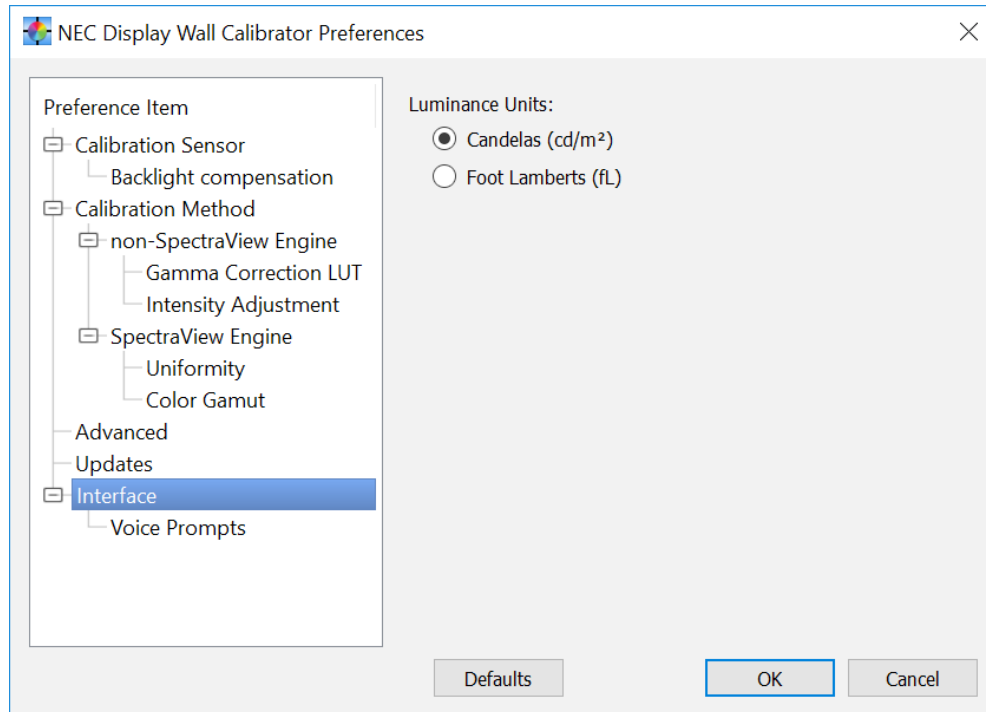 NEC Display Wall Calibrator Preferences
Preference Item
Calibration Sensor
Backlight compensation
Calibration Method
non-SpectraView Engine
Gamma Correction LUT
Intensity Adjustment
SpectraView Engine
Uniformity
Color Gamut
Advanced
Updates
Interface
Voice Prompts
Luminance Units:
Candelas (cd/m²)
Foot Lamberts (fL)
Defaults
OK
Cancel